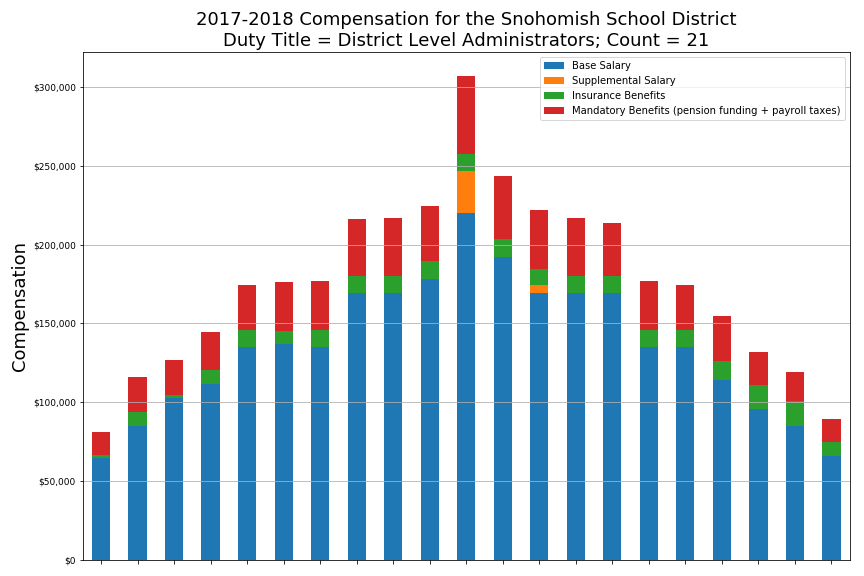 2017-2018 Compensation for the Snohomish School District
Duty Title = District Level Administrators; Count = 21
Base Salary
Supplemental Salary
Insurance Benefits
Mandatory Benefits (pension funding + payroll taxes)
Compensation
$300,000
$250,000
$200,000
$150,000
$100,000
$50,000
$0